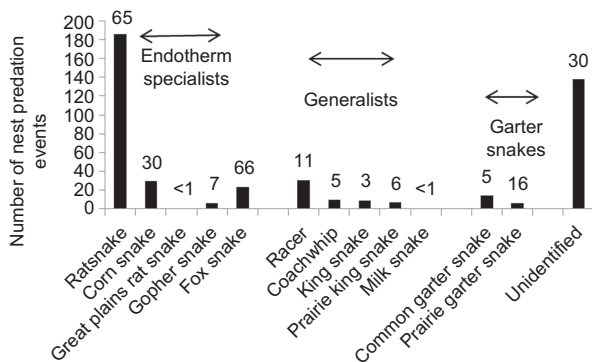 Number of nest predation
events
200
180
160
140
120
100
80
60
40
20
0
65
30
<1
7
66
11
5
3
6
<1
5
16
30
Endotherm
specialists
Generalists
Garter
snakes
Ratsnake
Corn snake
Great plains rat snake
Gopher snake
Fox snake
Racer
Coachwhip
King snake
Prairie king snake
Milk snake
Common garter snake
Prairie garter snake
Unidentified